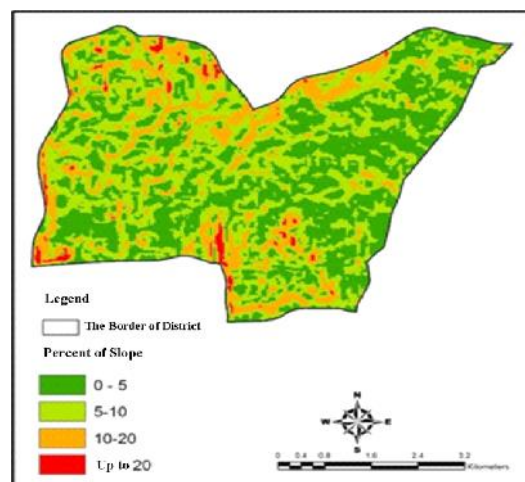 Legend
The Border of District
Percent of Slope
0 - 5
5-10
10-20
Up to 20
N
W E
S
0 0.4 0.8 1.6 2.4 3.2
Kilometers